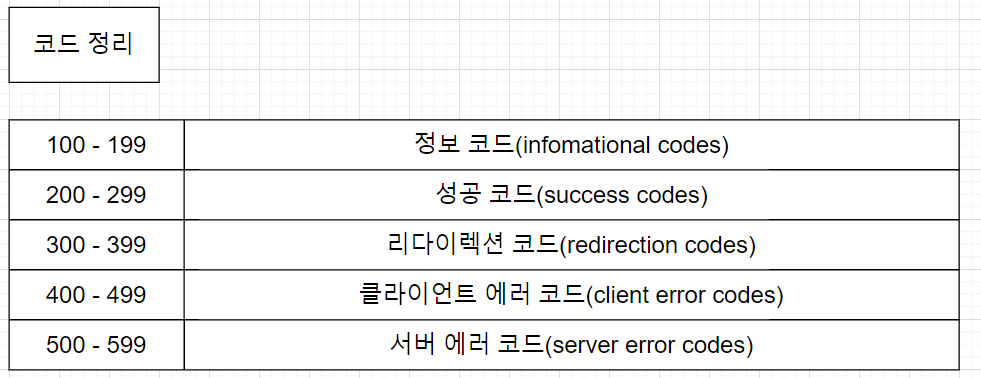 코드 정리
100 - 199 정보 코드(infomational codes)
200 - 299 성공 코드(success codes)
300 - 399 리다이렉션 코드(redirection codes)
400 - 499 클라이언트 에러 코드(client error codes)
500 - 599 서버 에러 코드(server error codes)